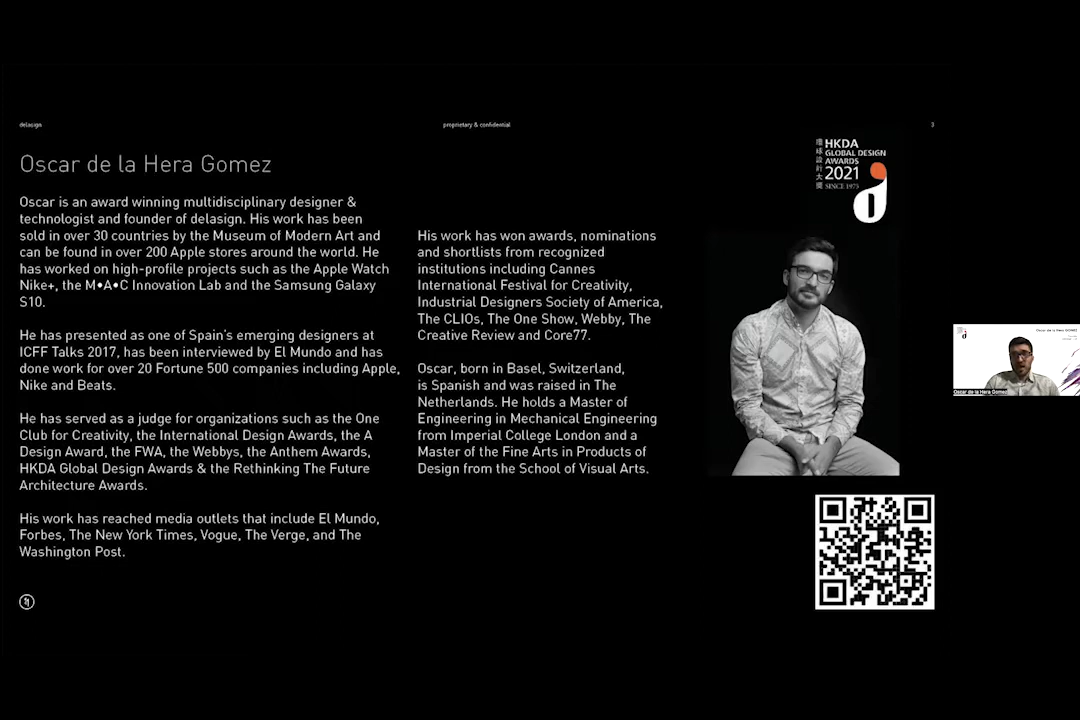 delasign
proprietary & confidential
3
Oscar de la Hera Gomez
Oscar is an award winning multidisciplinary designer &
technologist and founder of delasign. His work has been
sold in over 30 countries by the Museum of Modern Art and
can be found in over 200 Apple stores around the world. He
has worked on high-profile projects such as the Apple Watch
Nike+, the M•A•C Innovation Lab and the Samsung Galaxy
S10.
He has presented as one of Spain's emerging designers at
ICFF Talks 2017, has been interviewed by El Mundo and has
done work for over 20 Fortune 500 companies including Apple,
Nike and Beats.
He has served as a judge for organizations such as the One
Club for Creativity, the International Design Awards, the A
Design Award, the FWA, the Webbys, the Anthem Awards,
HKDA Global Design Awards & the Rethinking The Future
Architecture Awards.
His work has reached media outlets that include El Mundo,
Forbes, The New York Times, Vogue, The Verge, and The
Washington Post.
His work has won awards, nominations
and shortlists from recognized
institutions including Cannes
International Festival for Creativity,
Industrial Designers Society of America,
The CLIOs, The One Show, Webby, The
Creative Review and Core77.
Oscar, born in Basel, Switzerland,
is Spanish and was raised in The
Netherlands. He holds a Master of
Engineering in Mechanical Engineering
from Imperial College London and a
Master of the Fine Arts in Products of
Design from the School of Visual Arts.
環球設計大獎
HKDA
GLOBAL DESIGN
AWARDS
2021
SINCE 1975
Oscar de la Hera GOMEZ
Oscar de la Hera Gomez